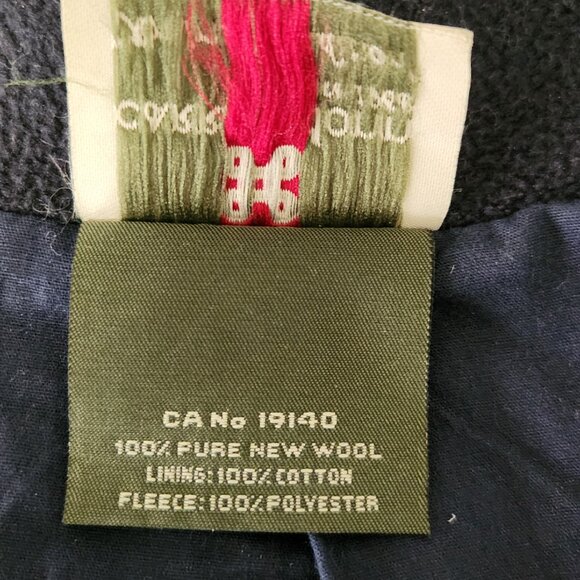 CA No 19140
100% PURE NEW WOOL
LINING: 100% COTTON
FLEECE: 100% POLYESTER